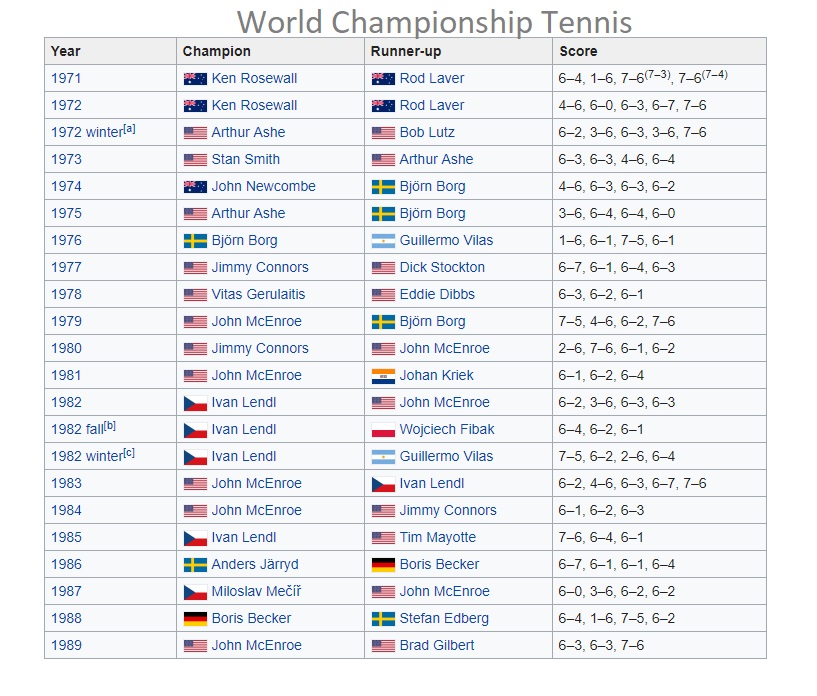 World Championship Tennis
Year Champion Runner-up Score
1971 Ken Rosewall Rod Laver 6–4, 1–6, 7–6(7–3), 7–6(7–4)
1972 Ken Rosewall Rod Laver 4–6, 6–0, 6–3, 6–7, 7–6
1972 winter[a] Arthur Ashe Bob Lutz 6–2, 3–6, 6–3, 3–6, 7–6
1973 Stan Smith Arthur Ashe 6–3, 6–3, 4–6, 6–4
1974 John Newcombe Björn Borg 4–6, 6–3, 6–3, 6–2
1975 Arthur Ashe Björn Borg 3–6, 6–4, 6–4, 6–0
1976 Björn Borg Guillermo Vilas 1–6, 6–1, 7–5, 6–1
1977 Jimmy Connors Dick Stockton 6–7, 6–1, 6–4, 6–3
1978 Vitas Gerulaitis Eddie Dibbs 6–3, 6–2, 6–1
1979 John McEnroe Björn Borg 7–5, 4–6, 6–2, 7–6
1980 Jimmy Connors John McEnroe 2–6, 7–6, 6–1, 6–2
1981 John McEnroe Johan Kriek 6–1, 6–2, 6–4
1982 Ivan Lendl John McEnroe 6–2, 3–6, 6–3, 6–3
1982 fall[b] Ivan Lendl Wojciech Fibak 6–4, 6–2, 6–1
1982 winter[c] Ivan Lendl Guillermo Vilas 7–5, 6–2, 2–6, 6–4
1983 John McEnroe Ivan Lendl 6–2, 4–6, 6–3, 6–7, 7–6
1984 John McEnroe Jimmy Connors 6–1, 6–2, 6–3
1985 Ivan Lendl Tim Mayotte 7–6, 6–4, 6–1
1986 Anders Järryd Boris Becker 6–7, 6–1, 6–1, 6–4
1987 Miloslav Mečíř John McEnroe 6–0, 3–6, 6–2, 6–2
1988 Boris Becker Stefan Edberg 6–4, 1–6, 7–5, 6–2
1989 John McEnroe Brad Gilbert 6–3, 6–3, 7–6